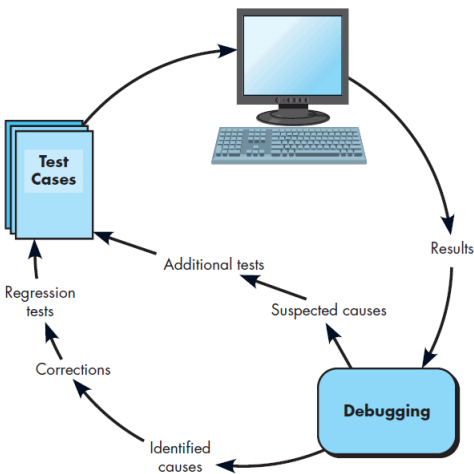 Test
Cases
Results
Additional tests
Regression
tests
Suspected causes
Corrections
Debugging
Identified
causes